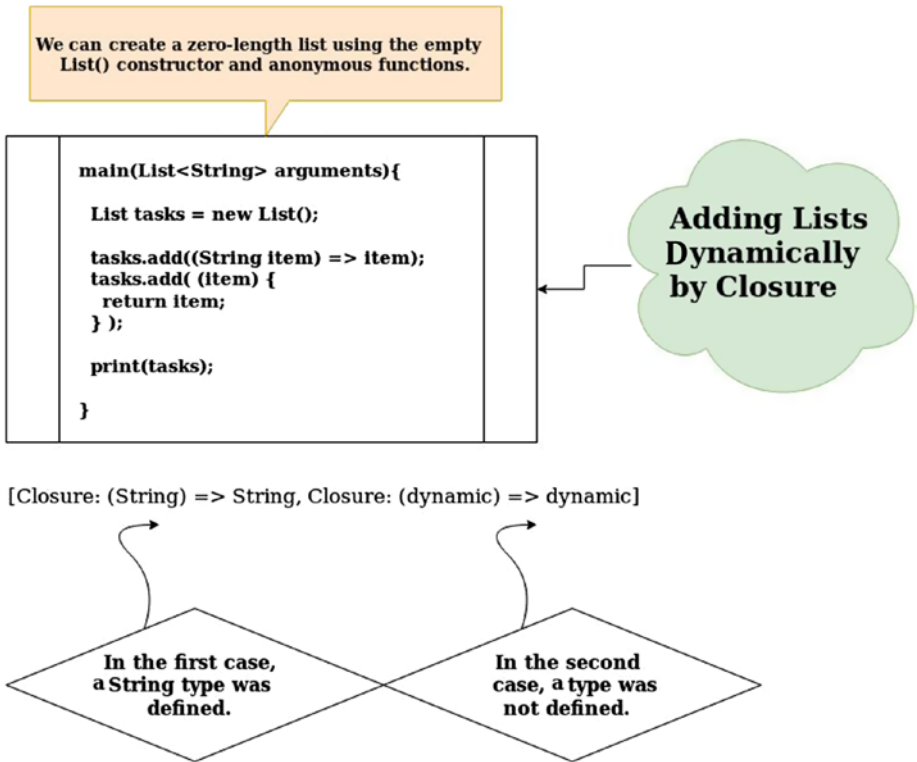 We can create a zero-length list using the empty
List() constructor and anonymous functions.
main(List<String> arguments){
List tasks = new List();
tasks.add((String item) => item);
tasks.add( (item) {
return item;
} );
print(tasks);
}
Adding Lists
Dynamically
by Closure
[Closure: (String) => String, Closure: (dynamic) => dynamic]
In the first case,
a String type was
defined.
In the second
case, a type was
not defined.